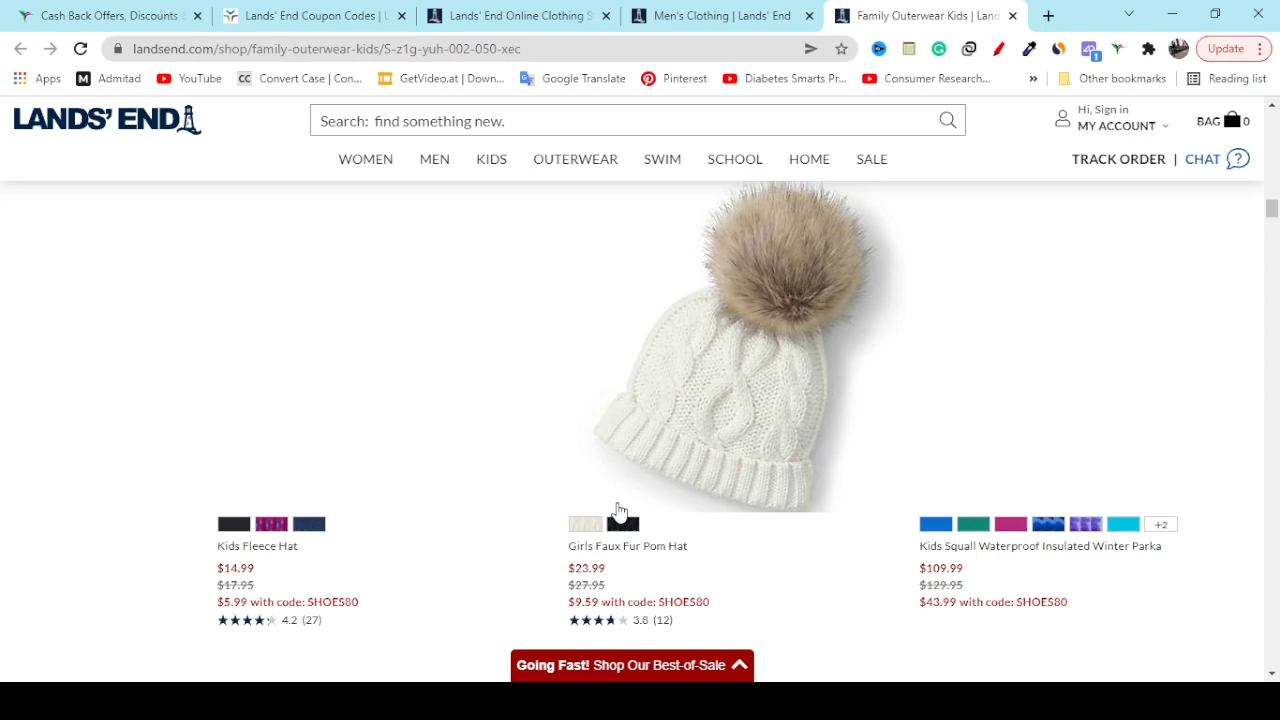 Cash Back Offers, Discounts &
Coupon Codes | U
Lands' End | Online Clothing S
Men's Clothing | Lands' End
Family Outerwear Kids | Land
landsend.com/shop/family-outerwear-kids/S-z1g-yuh-002-0x0-xec
Update
Apps
Admitad
YouTube
Convert Case | Con...
GetVideo.at | Down...
Google Translate
Pinterest
Diabetes Smarts Pr...
Consumer Research...
»
Other bookmarks
Reading list
LANDS' END
Search: find something new.
Hi, Sign in
MY ACCOUNT
BAG 0
WOMEN MEN KIDS OUTERWEAR SWIM SCHOOL HOME SALE
TRACK ORDER | CHAT ?
+2
Kids Fleece Hat
$14.99
$17.95
$5.99 with code: SHOES80
4.2 (27)
Girls Faux Fur Pom Hat
$23.99
$27.95
$9.59 with code: SHOES80
3.8 (12)
Kids Squall Waterproof Insulated Winter Parka
$109.99
$129.95
$43.99 with code: SHOES80
Going Fast! Shop Our Best-of-Sale